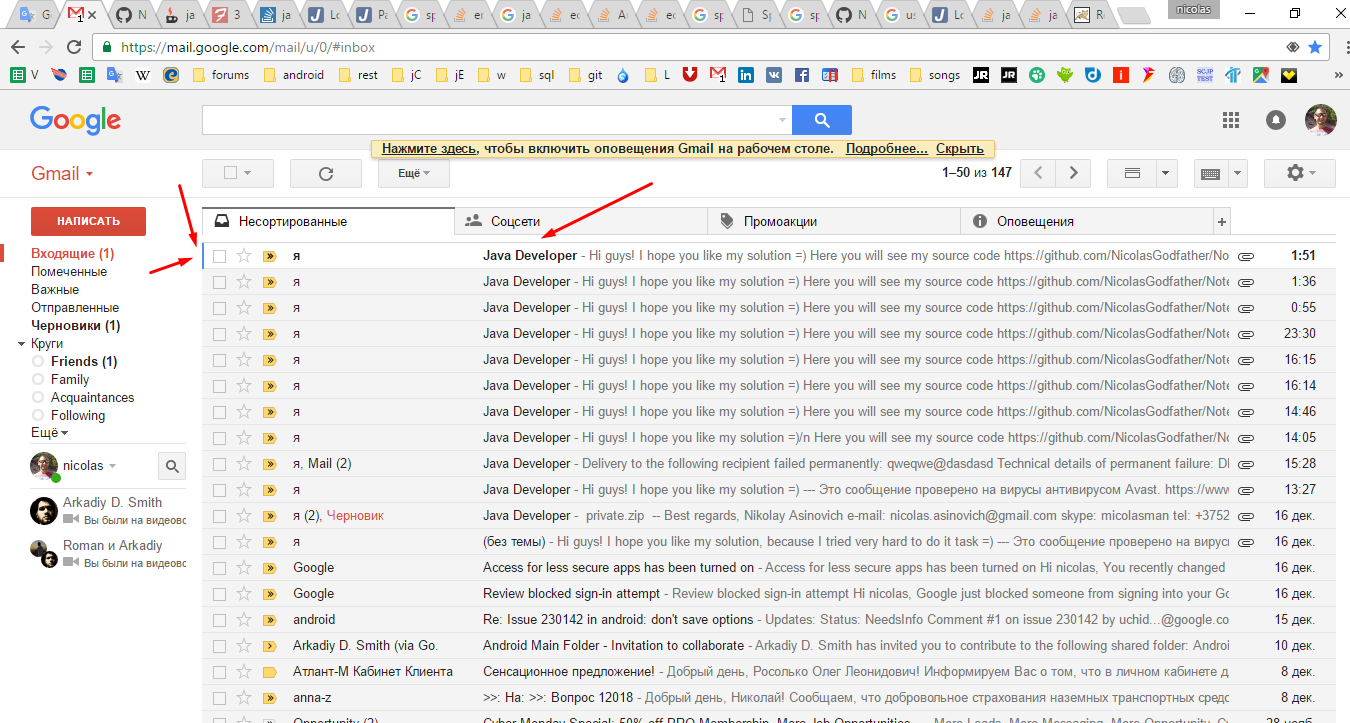 G ja 3 ja L Pa sp er ja ec A ec sp S sp N us L ja ja R nicolas
https://mail.google.com/mail/u/0/#inbox
V forums android rest jC jE w sql git L films songs
Google
Нажмите здесь, чтобы включить оповещения Gmail на рабочем столе. Подробнее... Скрыть
Gmail Ещё 1–50 из 147
НАПИСАТЬ
Несортированные Соцсети Промоакции Оповещения +
Входящие (1)
Помеченные
Важные
Отправленные
Черновики (1)
Круги
Friends (1)
Family
Acquaintances
Following
Ещё
nicolas
Arkadiy D. Smith
Вы были на видеовс
Roman и Arkadiy
Вы были на видеовс
я Java Developer - Hi guys! I hope you like my solution =) Here you will see my source code https://github.com/NicolasGodfather/No 1:51
я Java Developer - Hi guys! I hope you like my solution =) Here you will see my source code https://github.com/NicolasGodfather/Note 1:36
я Java Developer - Hi guys! I hope you like my solution =) Here you will see my source code https://github.com/NicolasGodfather/Note 0:55
я Java Developer - Hi guys! I hope you like my solution =) Here you will see my source code https://github.com/NicolasGodfather/Note 23:30
я Java Developer - Hi guys! I hope you like my solution =) Here you will see my source code https://github.com/NicolasGodfather/Note 16:15
я Java Developer - Hi guys! I hope you like my solution =) Here you will see my source code https://github.com/NicolasGodfather/Note 16:14
я Java Developer - Hi guys! I hope you like my solution =) Here you will see my source code https://github.com/NicolasGodfather/Note 14:46
я Java Developer - Hi guys! I hope you like my solution =)/n Here you will see my source code https://github.com/NicolasGodfather/Nc 14:05
я, Mail (2) Java Developer - Delivery to the following recipient failed permanently: qweqwe@dasdasd Technical details of permanent failure: Dl 15:28
я Java Developer - Hi guys! I hope you like my solution =) --- Это сообщение проверено на вирусы антивирусом Avast. https://www 13:27
я (2), Черновик Java Developer - private.zip -- Best regards, Nikolay Asinovich e-mail: nicolas.asinovich@gmail.com skype: micolasman tel: +3752 16 дек.
я (без темы) - Hi guys! I hope you like my solution, because I tried very hard to do it task =) --- Это сообщение проверено на вирус 16 дек.
Google Access for less secure apps has been turned on - Access for less secure apps has been turned on Hi nicolas, You recently changed 16 дек.
Google Review blocked sign-in attempt - Review blocked sign-in attempt Hi nicolas, Google just blocked someone from signing into your Gc 16 дек.
android Re: Issue 230142 in android: don't save options - Updates: Status: NeedsInfo Comment #1 on issue 230142 by uchid...@google.co 15 дек.
Arkadiy D. Smith (via Go. Android Main Folder - Invitation to collaborate - Arkadiy D. Smith has invited you to contribute to the following shared folder: Androi 10 дек.
Атлант-М Кабинет Клиента Сенсационное предложение! - Добрый день, Росолько Олег Леонидович! Информируем Вас о том, что в личном кабинете д 8 дек.
anna-z >>: На: >>: Вопрос 12018 - Добрый день, Николай! Сообщаем, что добровольное страхования наземных транспортных средс 8 дек.
Opportunity (2) Cyber Monday Special: 50% off PRO Membership, More Job Opportunities